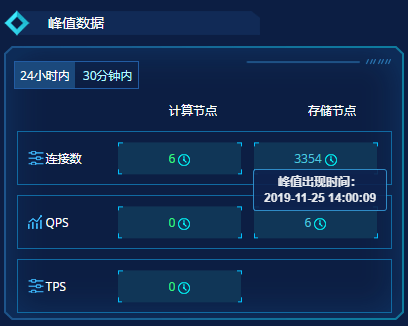 峰值数据
24小时内 30分钟内
计算节点 存储节点
连接数 6 3354
峰值出现时间:
2019-11-25 14:00:09
QPS 0 6
TPS 0